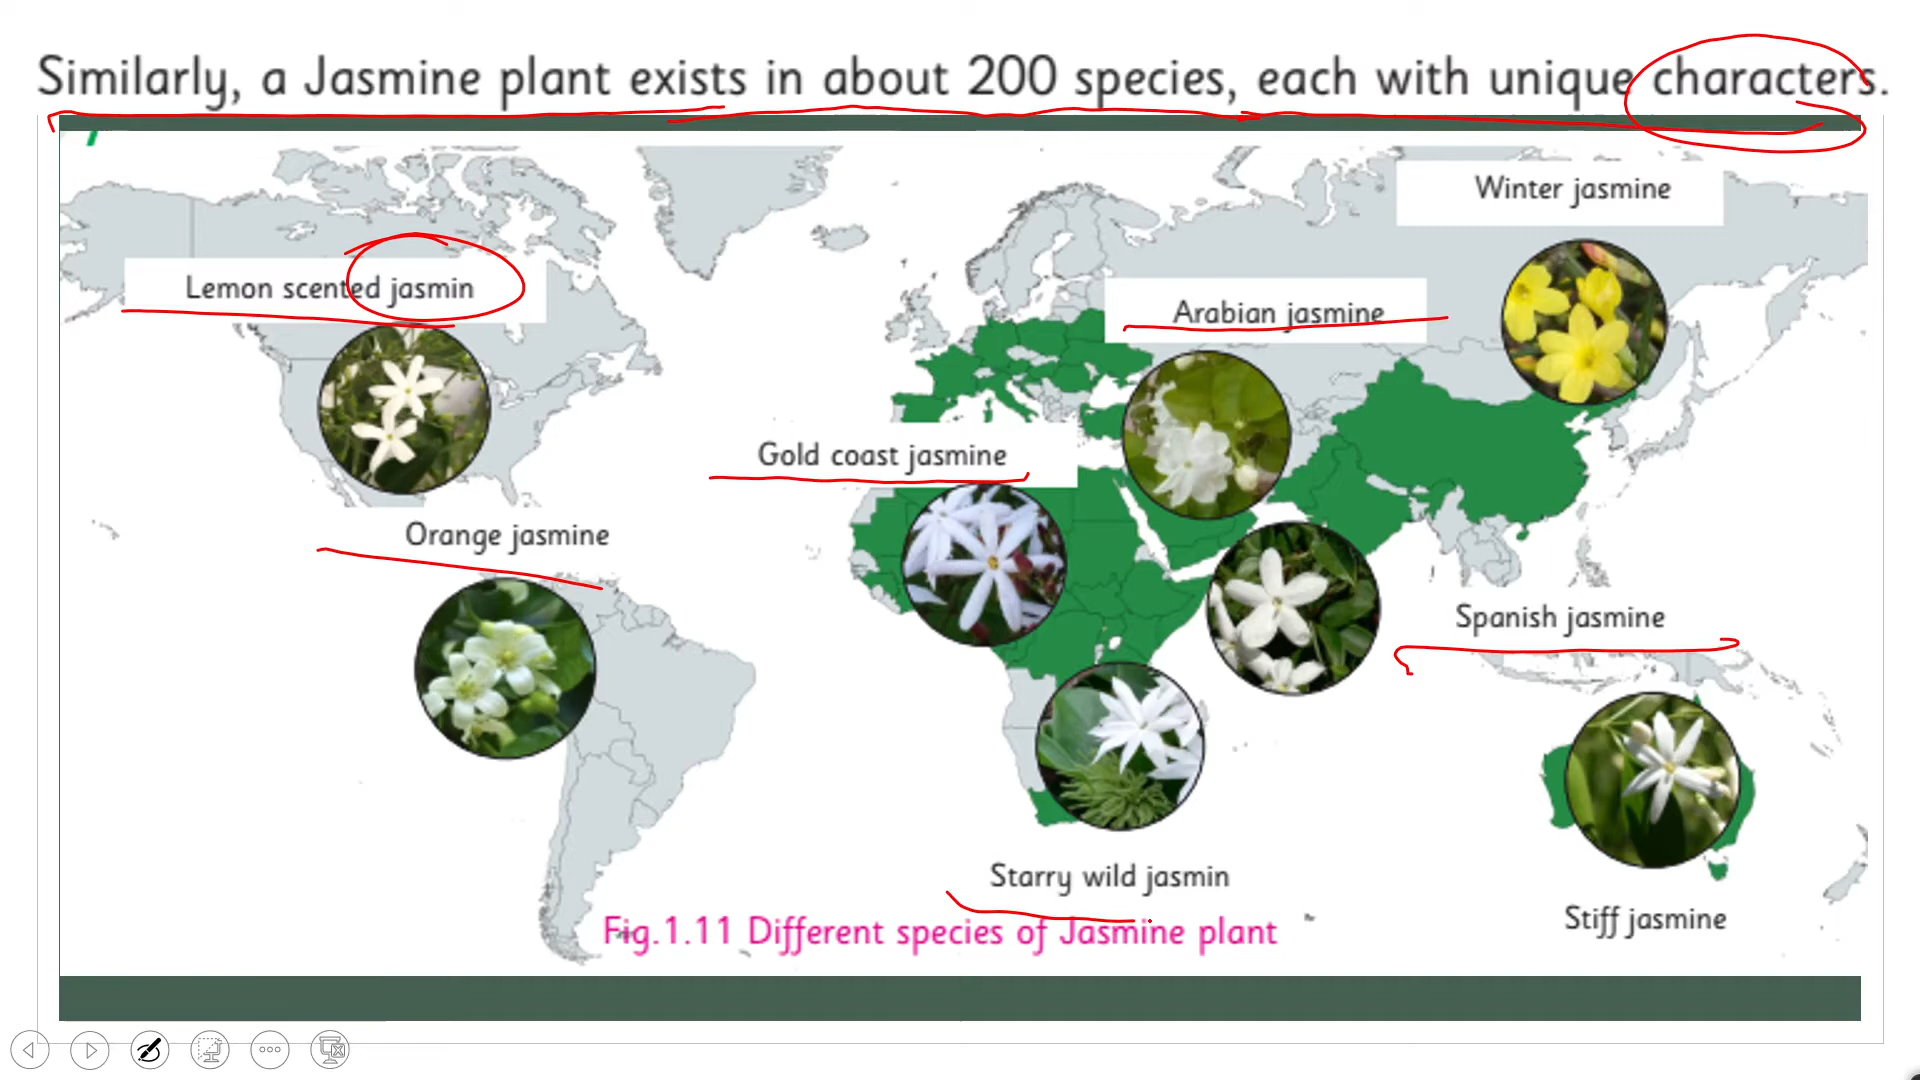 Similarly, a Jasmine plant exists in about 200 species, each with unique characters.
Winter jasmine
Lemon scented jasmin
Arabian jasmine
Gold coast jasmine
Orange jasmine
Spanish jasmine
Starry wild jasmin
Stiff jasmine
Fig.1.11 Different species of Jasmine plant